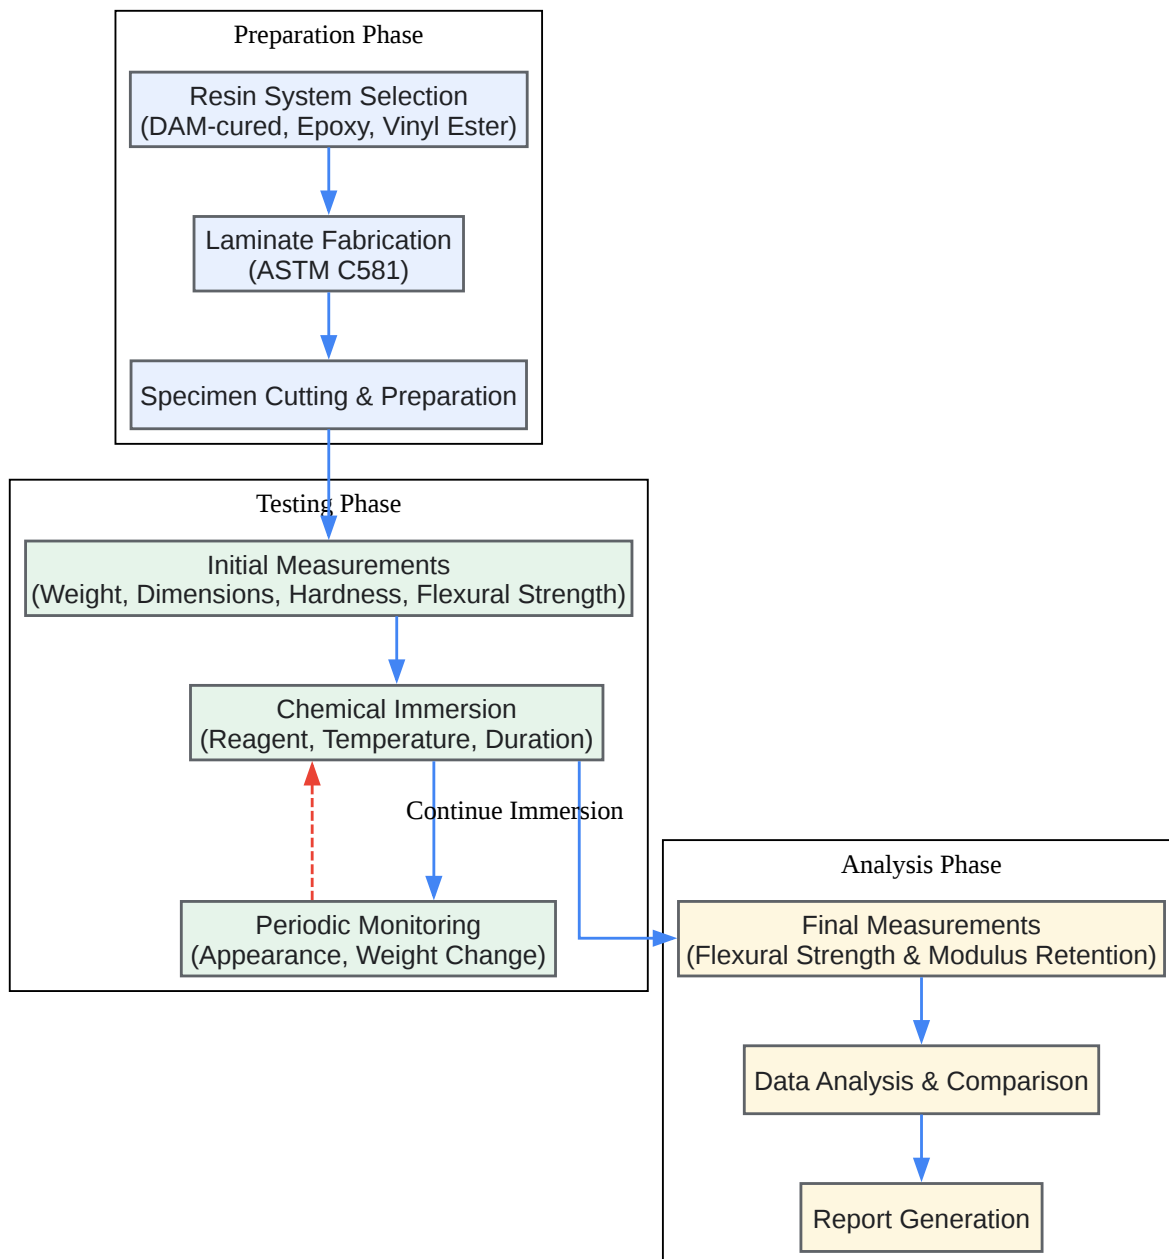 Preparation Phase
Resin System Selection
(DAM-cured, Epoxy, Vinyl Ester)
Laminate Fabrication
(ASTM C581)
Specimen Cutting & Preparation
Testing Phase
Initial Measurements
(Weight, Dimensions, Hardness, Flexural Strength)
Chemical Immersion
(Reagent, Temperature, Duration)
Continue Immersion
Periodic Monitoring
(Appearance, Weight Change)
Analysis Phase
Final Measurements
(Flexural Strength & Modulus Retention)
Data Analysis & Comparison
Report Generation